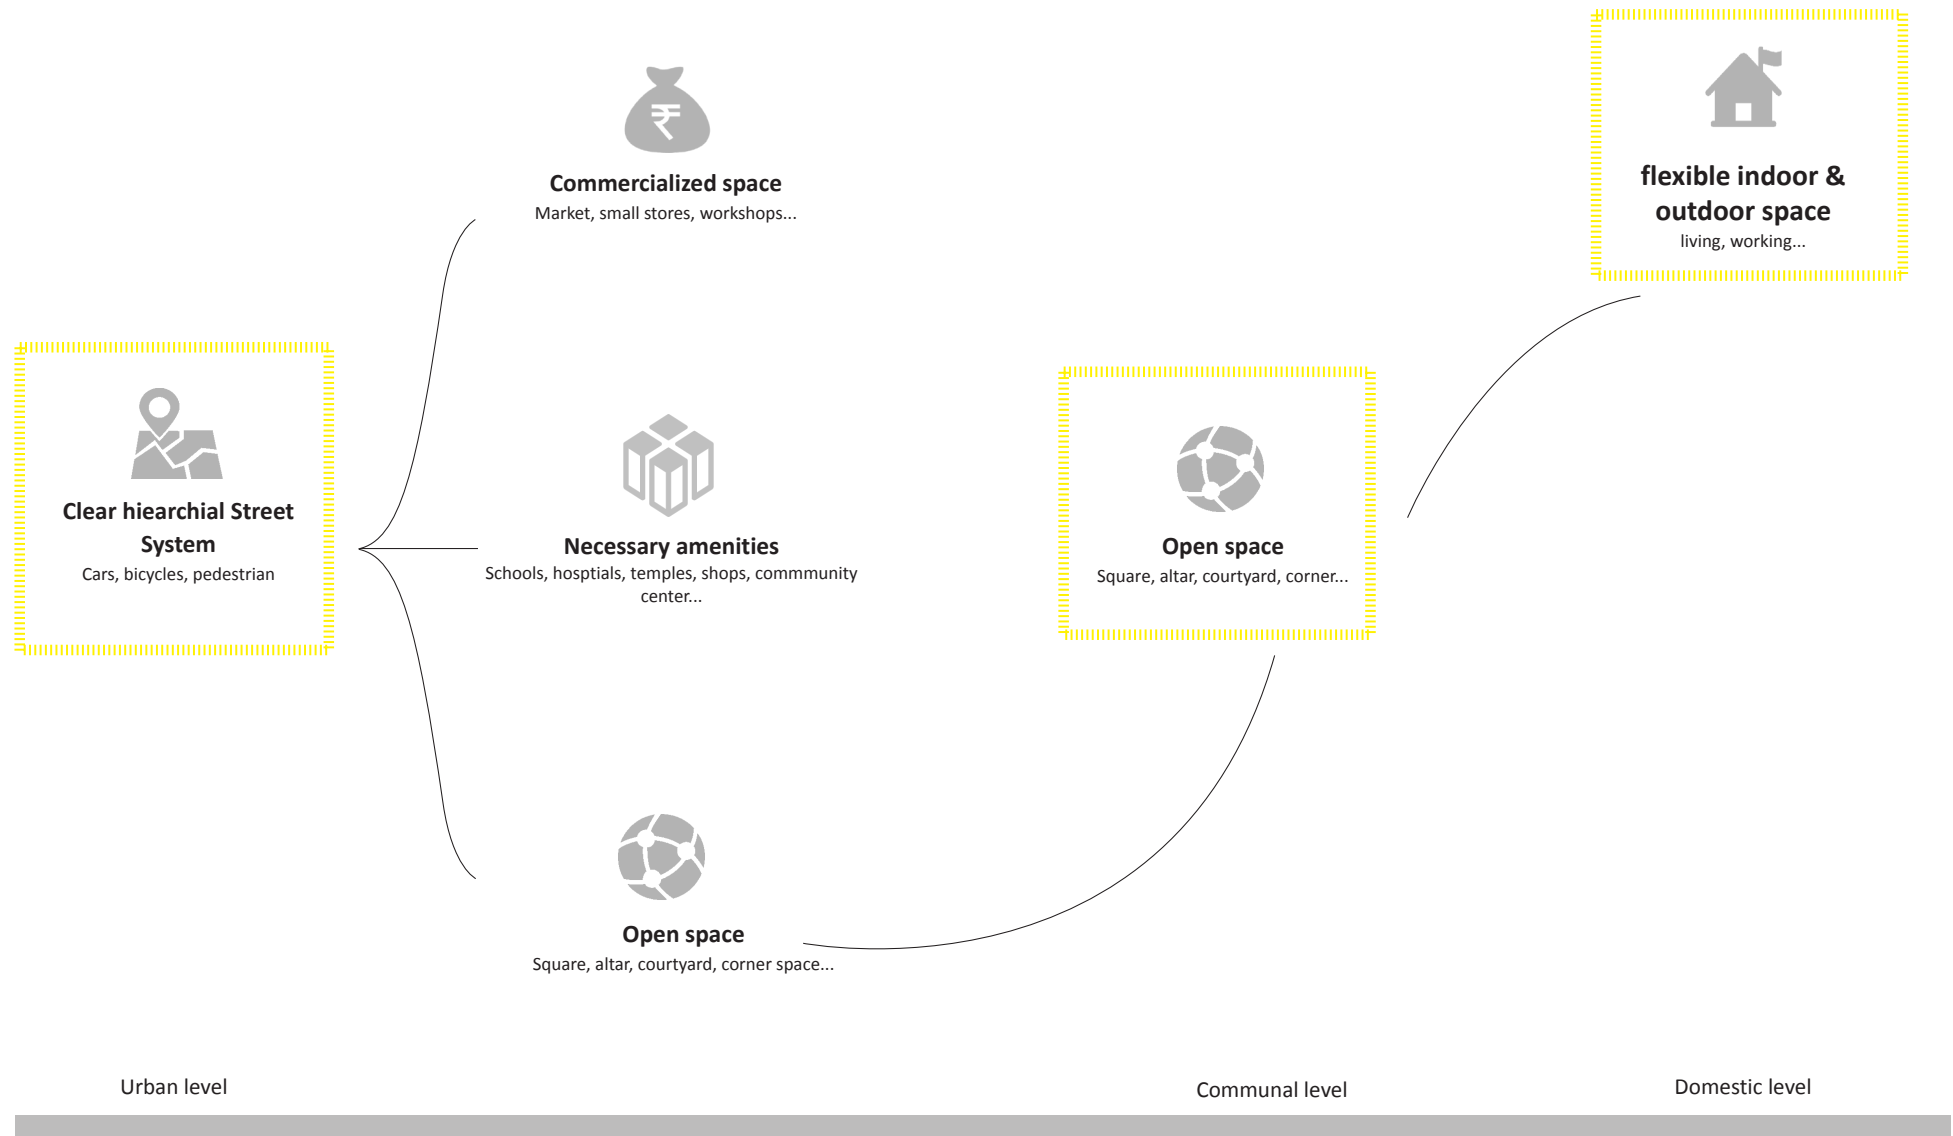 Commercialized space
Market, small stores, workshops...
flexible indoor &
outdoor space
living, working...
Clear hiearchial Street
System
Cars, bicycles, pedestrian
Necessary amenities
Schools, hosptials, temples, shops, commmunity
center...
Open space
Square, altar, courtyard, corner...
Open space
Square, altar, courtyard, corner space...
Urban level
Communal level
Domestic level